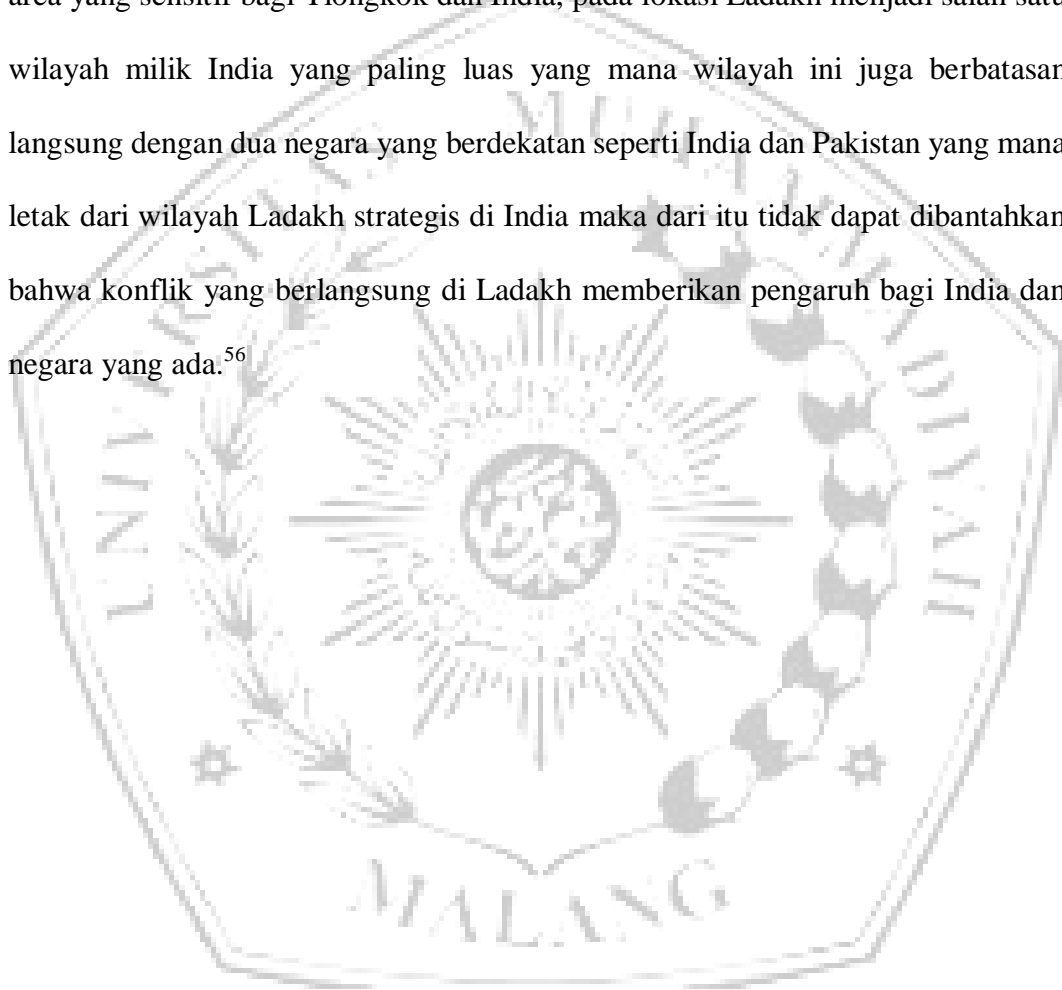 area yang sensitif bagi Tiongkok dan India, pada lokasi Ladakh menjadi salah satu
wilayah milik India yang paling luas yang mana wilayah ini juga berbatasan
langsung dengan dua negara yang berdekatan seperti India dan Pakistan yang mana
letak dari wilayah Ladakh strategis di India maka dari itu tidak dapat dibantahkan
bahwa konflik yang berlangsung di Ladakh memberikan pengaruh bagi India dan
negara yang ada.56
UNIVERSITAS MUHAMMADIYAH
MALANG